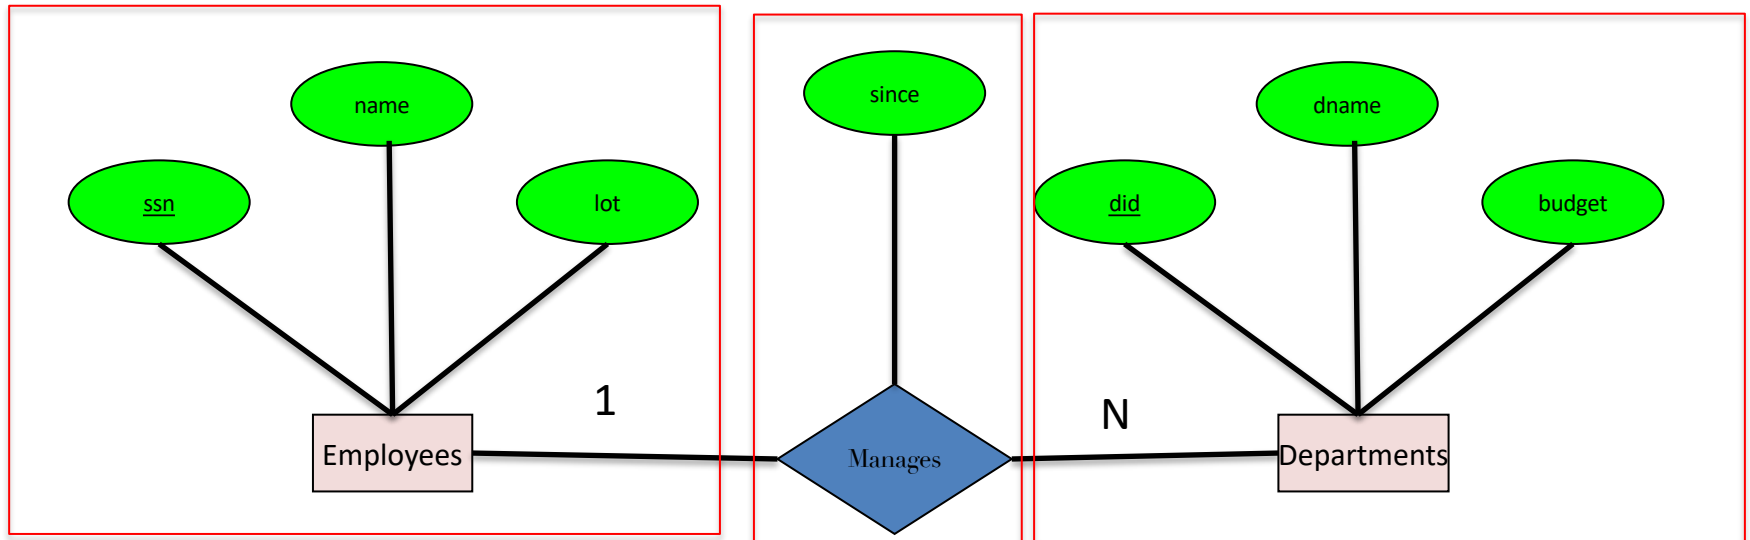 name
since
dname
ssn
lot
did
budget
1
N
Employees
Manages
Departments